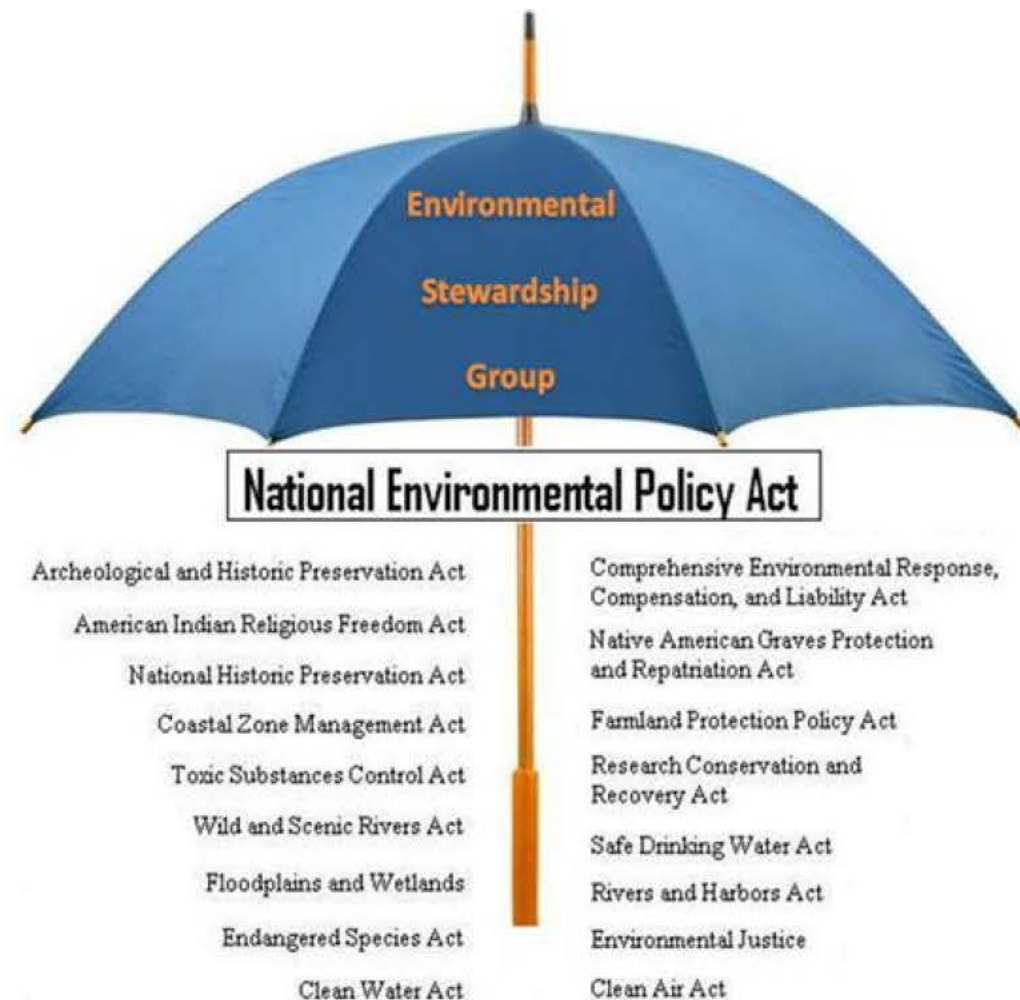 Environmental
Stewardship
Group
National Environmental Policy Act
Archeological and Historic Preservation Act
American Indian Religious Freedom Act
National Historic Preservation Act
Coastal Zone Management Act
Toxic Substances Control Act
Wild and Scenic Rivers Act
Floodplains and Wetlands
Endangered Species Act
Clean Water Act
Comprehensive Environmental Response,
Compensation, and Liability Act
Native American Graves Protection
and Repatriation Act
Farmland Protection Policy Act
Research Conservation and
Recovery Act
Safe Drinking Water Act
Rivers and Harbors Act
Environmental Justice
Clean Air Act